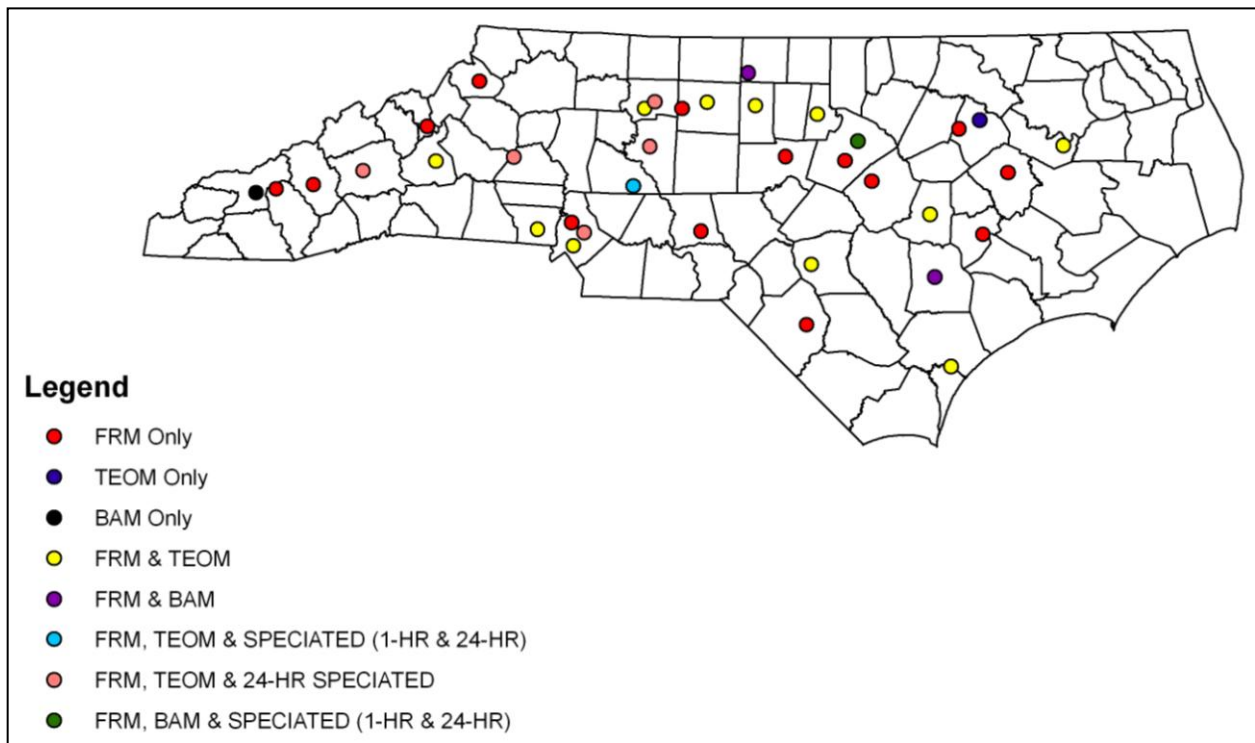 Legend
FRM Only
TEOM Only
BAM Only
FRM & TEOM
FRM & BAM
FRM, TEOM & SPECIATED (1-HR & 24-HR)
FRM, TEOM & 24-HR SPECIATED
FRM, BAM & SPECIATED (1-HR & 24-HR)